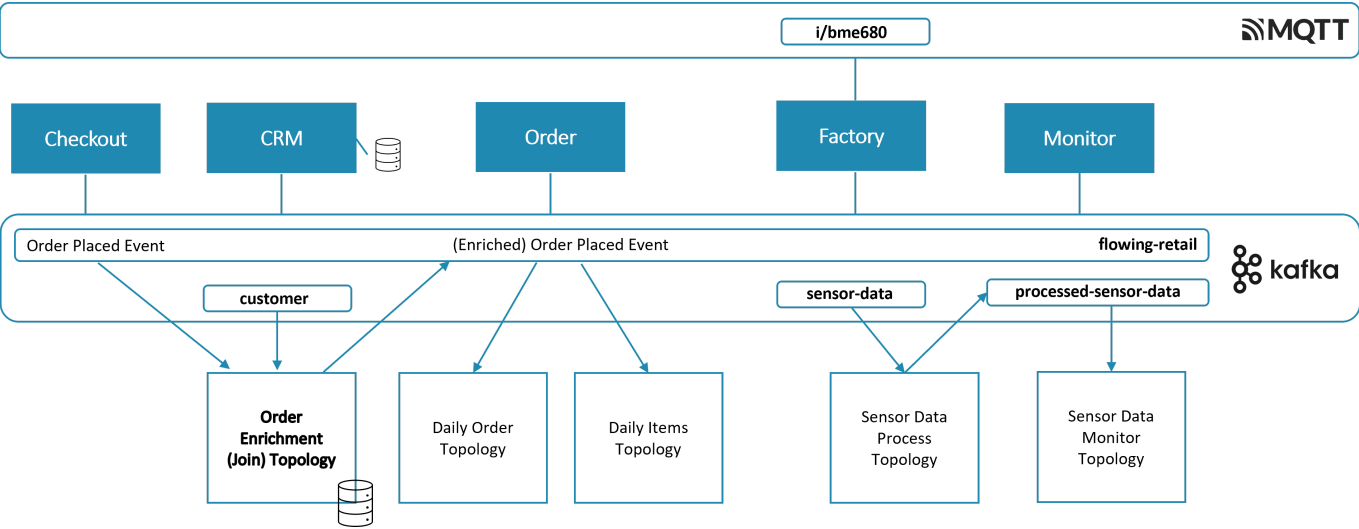 i/bme680
MQTT
Checkout
CRM
Order
Factory
Monitor
Order Placed Event
(Enriched) Order Placed Event
flowing-retail
kafka
customer
sensor-data
processed-sensor-data
Order
Enrichment
(Join) Topology
Daily Order
Topology
Daily Items
Topology
Sensor Data
Process
Topology
Sensor Data
Monitor
Topology